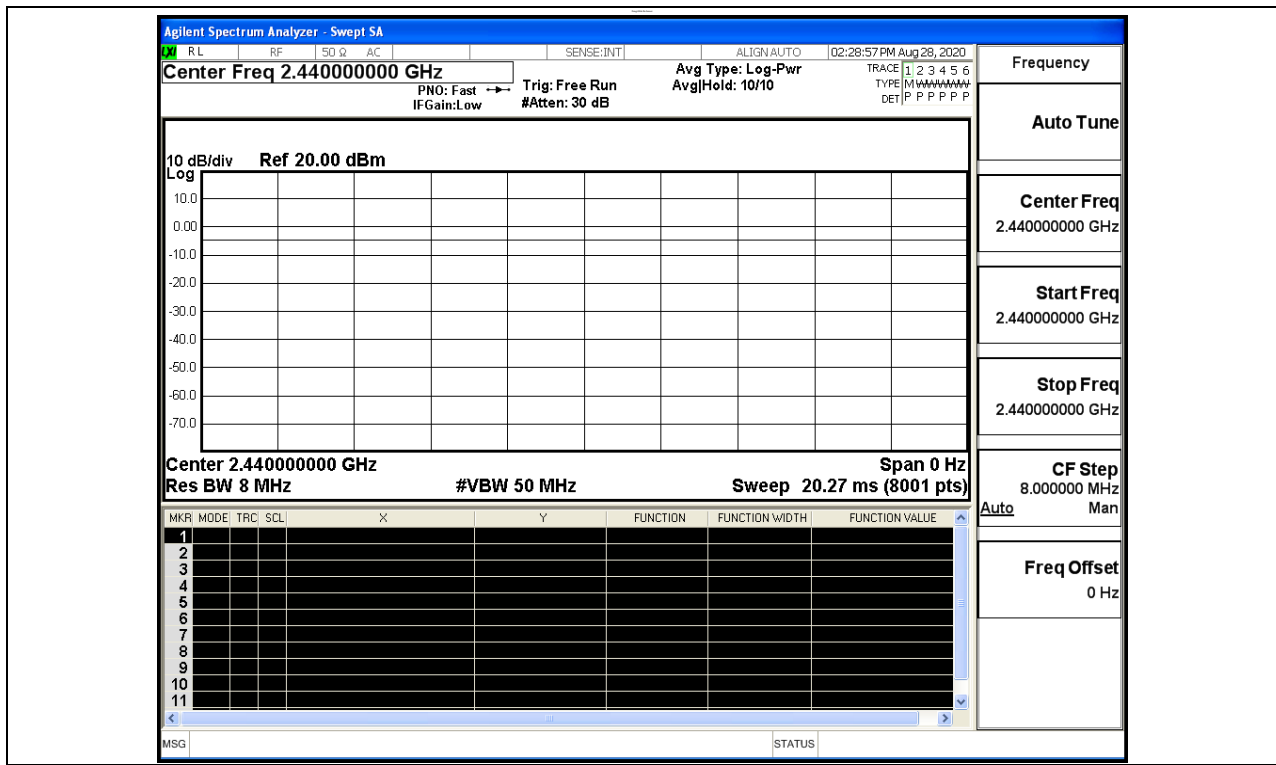 Agilent Spectrum Analyzer - Swept SA
LXI RL RF 50 Ω AC SENSE:INT ALIGN AUTO 02:28:57 PM Aug 28, 2020
Center Freq 2.440000000 GHz
PNO: Fast
IFGain:Low
Trig: Free Run
#Atten: 30 dB
Avg Type: Log-Pwr
Avg|Hold: 10/10
TRACE 1 2 3 4 5 6
TYPE M WWWWW
DET P P P P P P
10 dB/div Ref 20.00 dBm
Log
10.0
0.00
-10.0
-20.0
-30.0
-40.0
-50.0
-60.0
-70.0
Center 2.440000000 GHz Span 0 Hz
Res BW 8 MHz #VBW 50 MHz Sweep 20.27 ms (8001 pts)
MKR MODE TRC SCL X Y FUNCTION FUNCTION WIDTH FUNCTION VALUE
1
2
3
4
5
6
7
8
9
10
11
MSG STATUS
Frequency
Auto Tune
Center Freq
2.440000000 GHz
Start Freq
2.440000000 GHz
Stop Freq
2.440000000 GHz
CF Step
8.000000 MHz
Auto Man
Freq Offset
0 Hz